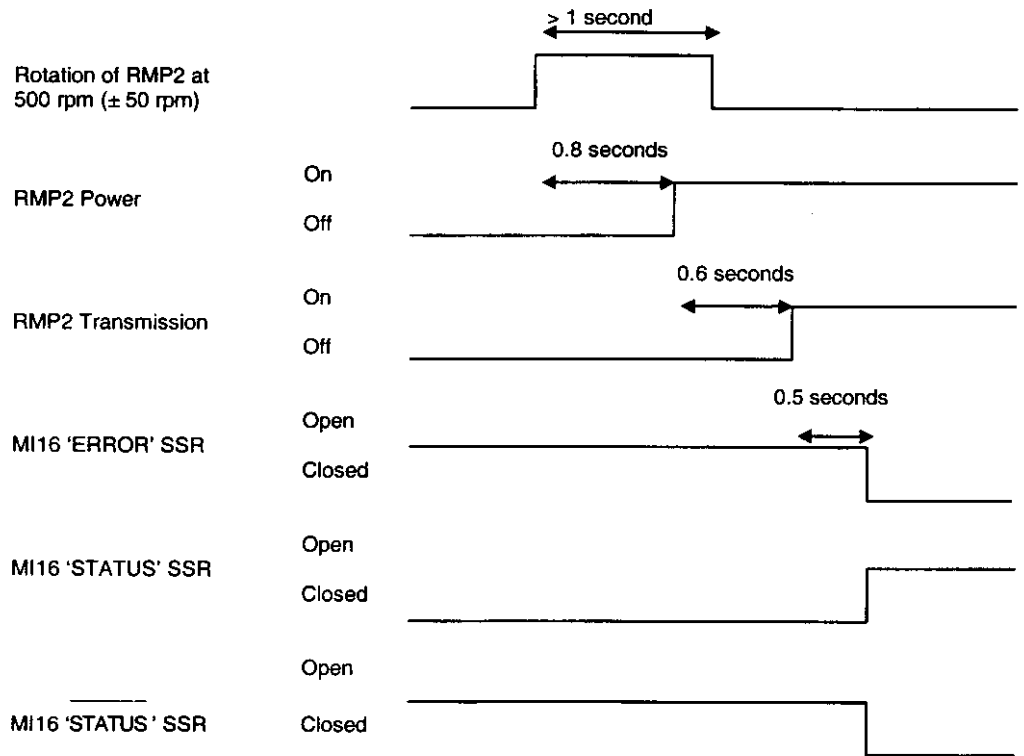 > 1 second
Rotation of RMP2 at
500 rpm (± 50 rpm)
0.8 seconds
On
RMP2 Power
Off
0.6 seconds
On
RMP2 Transmission
Off
0.5 seconds
Open
MI16 'ERROR' SSR
Closed
Open
MI16 'STATUS' SSR
Closed
Open
MI16 'S̅T̅A̅T̅U̅S̅' SSR
Closed